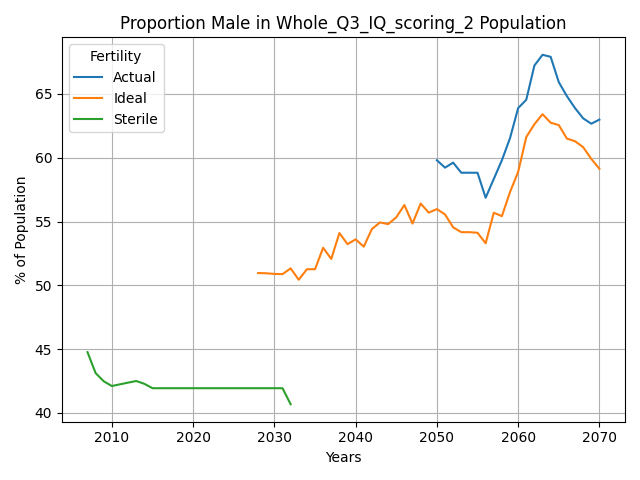 Proportion Male in Whole_Q3_IQ_scoring_2 Population
Fertility
Actual
Ideal
Sterile
% of Population
65
60
55
50
45
40
2010 2020 2030 2040 2050 2060 2070
Years